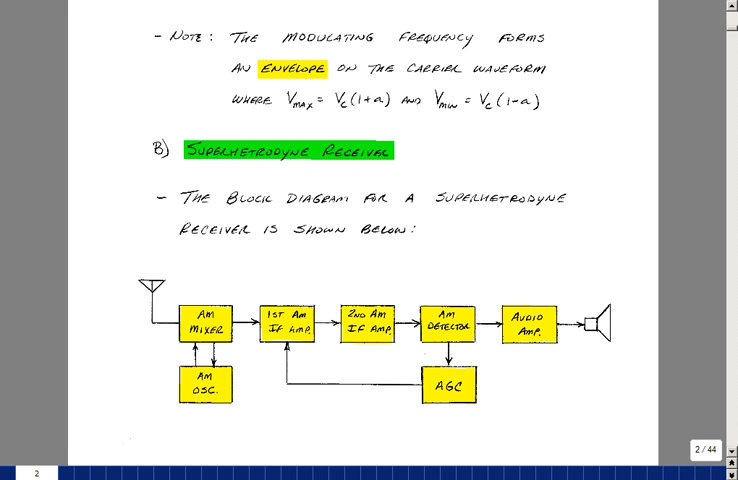 - NOTE: THE MODULATING FREQUENCY FORMS
AN ENVELOPE ON THE CARRIER WAVEFORM
WHERE VMAX = VC(1+a) AND VMIN = VC(1-a)
B) SUPERHETRODYNE RECEIVER
- THE BLOCK DIAGRAM FOR A SUPERHETRODYNE
RECEIVER IS SHOWN BELOW:
AM
MIXER
1ST AM
IF AMP.
2ND AM
IF AMP.
AM
DETECTOR
AUDIO
AMP.
AM
OSC.
AGC
2 / 44
2